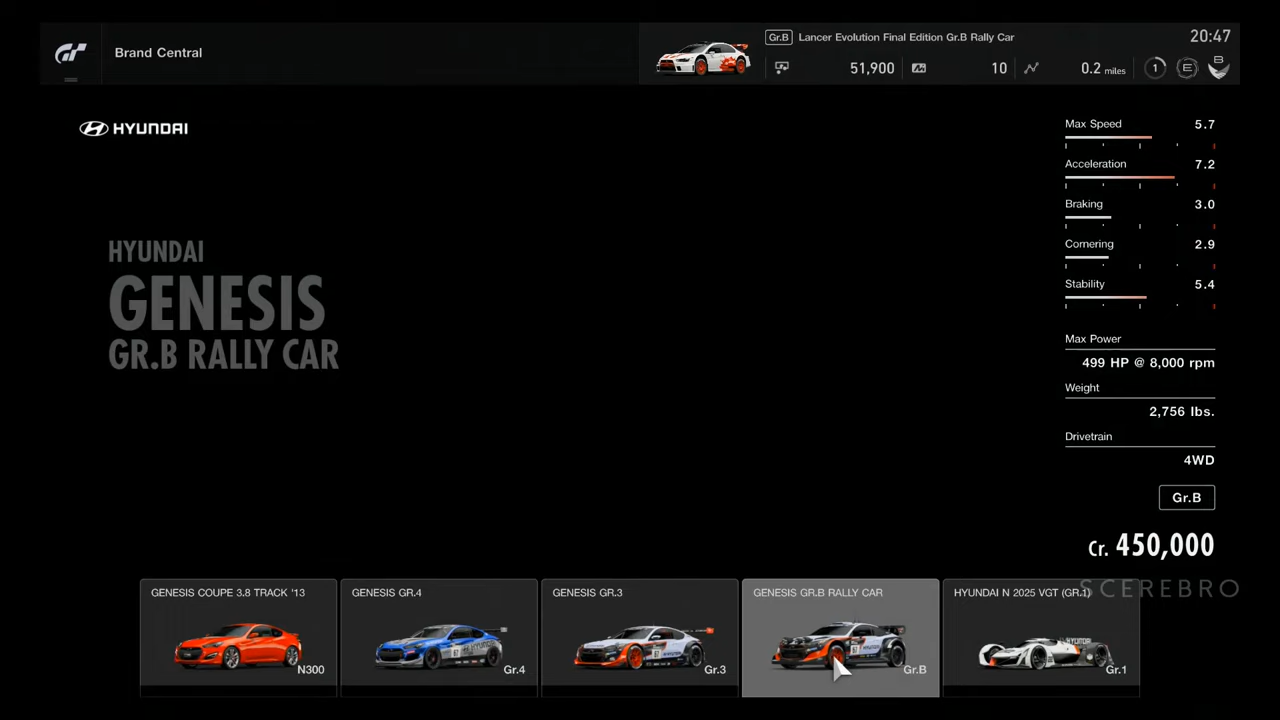 Brand Central
Gr.B Lancer Evolution Final Edition Gr.B Rally Car
20:47
51,900
10
0.2 miles
1
E
B
HYUNDAI
HYUNDAI
GENESIS
GR.B RALLY CAR
Max Speed 5.7
Acceleration 7.2
Braking 3.0
Cornering 2.9
Stability 5.4
Max Power
499 HP @ 8,000 rpm
Weight
2,756 lbs.
Drivetrain
4WD
Gr.B
Cr. 450,000
SCEREBRO
GENESIS COUPE 3.8 TRACK '13
N300
GENESIS GR.4
Gr.4
GENESIS GR.3
Gr.3
GENESIS GR.B RALLY CAR
Gr.B
HYUNDAI N 2025 VGT (GR.1)
Gr.1